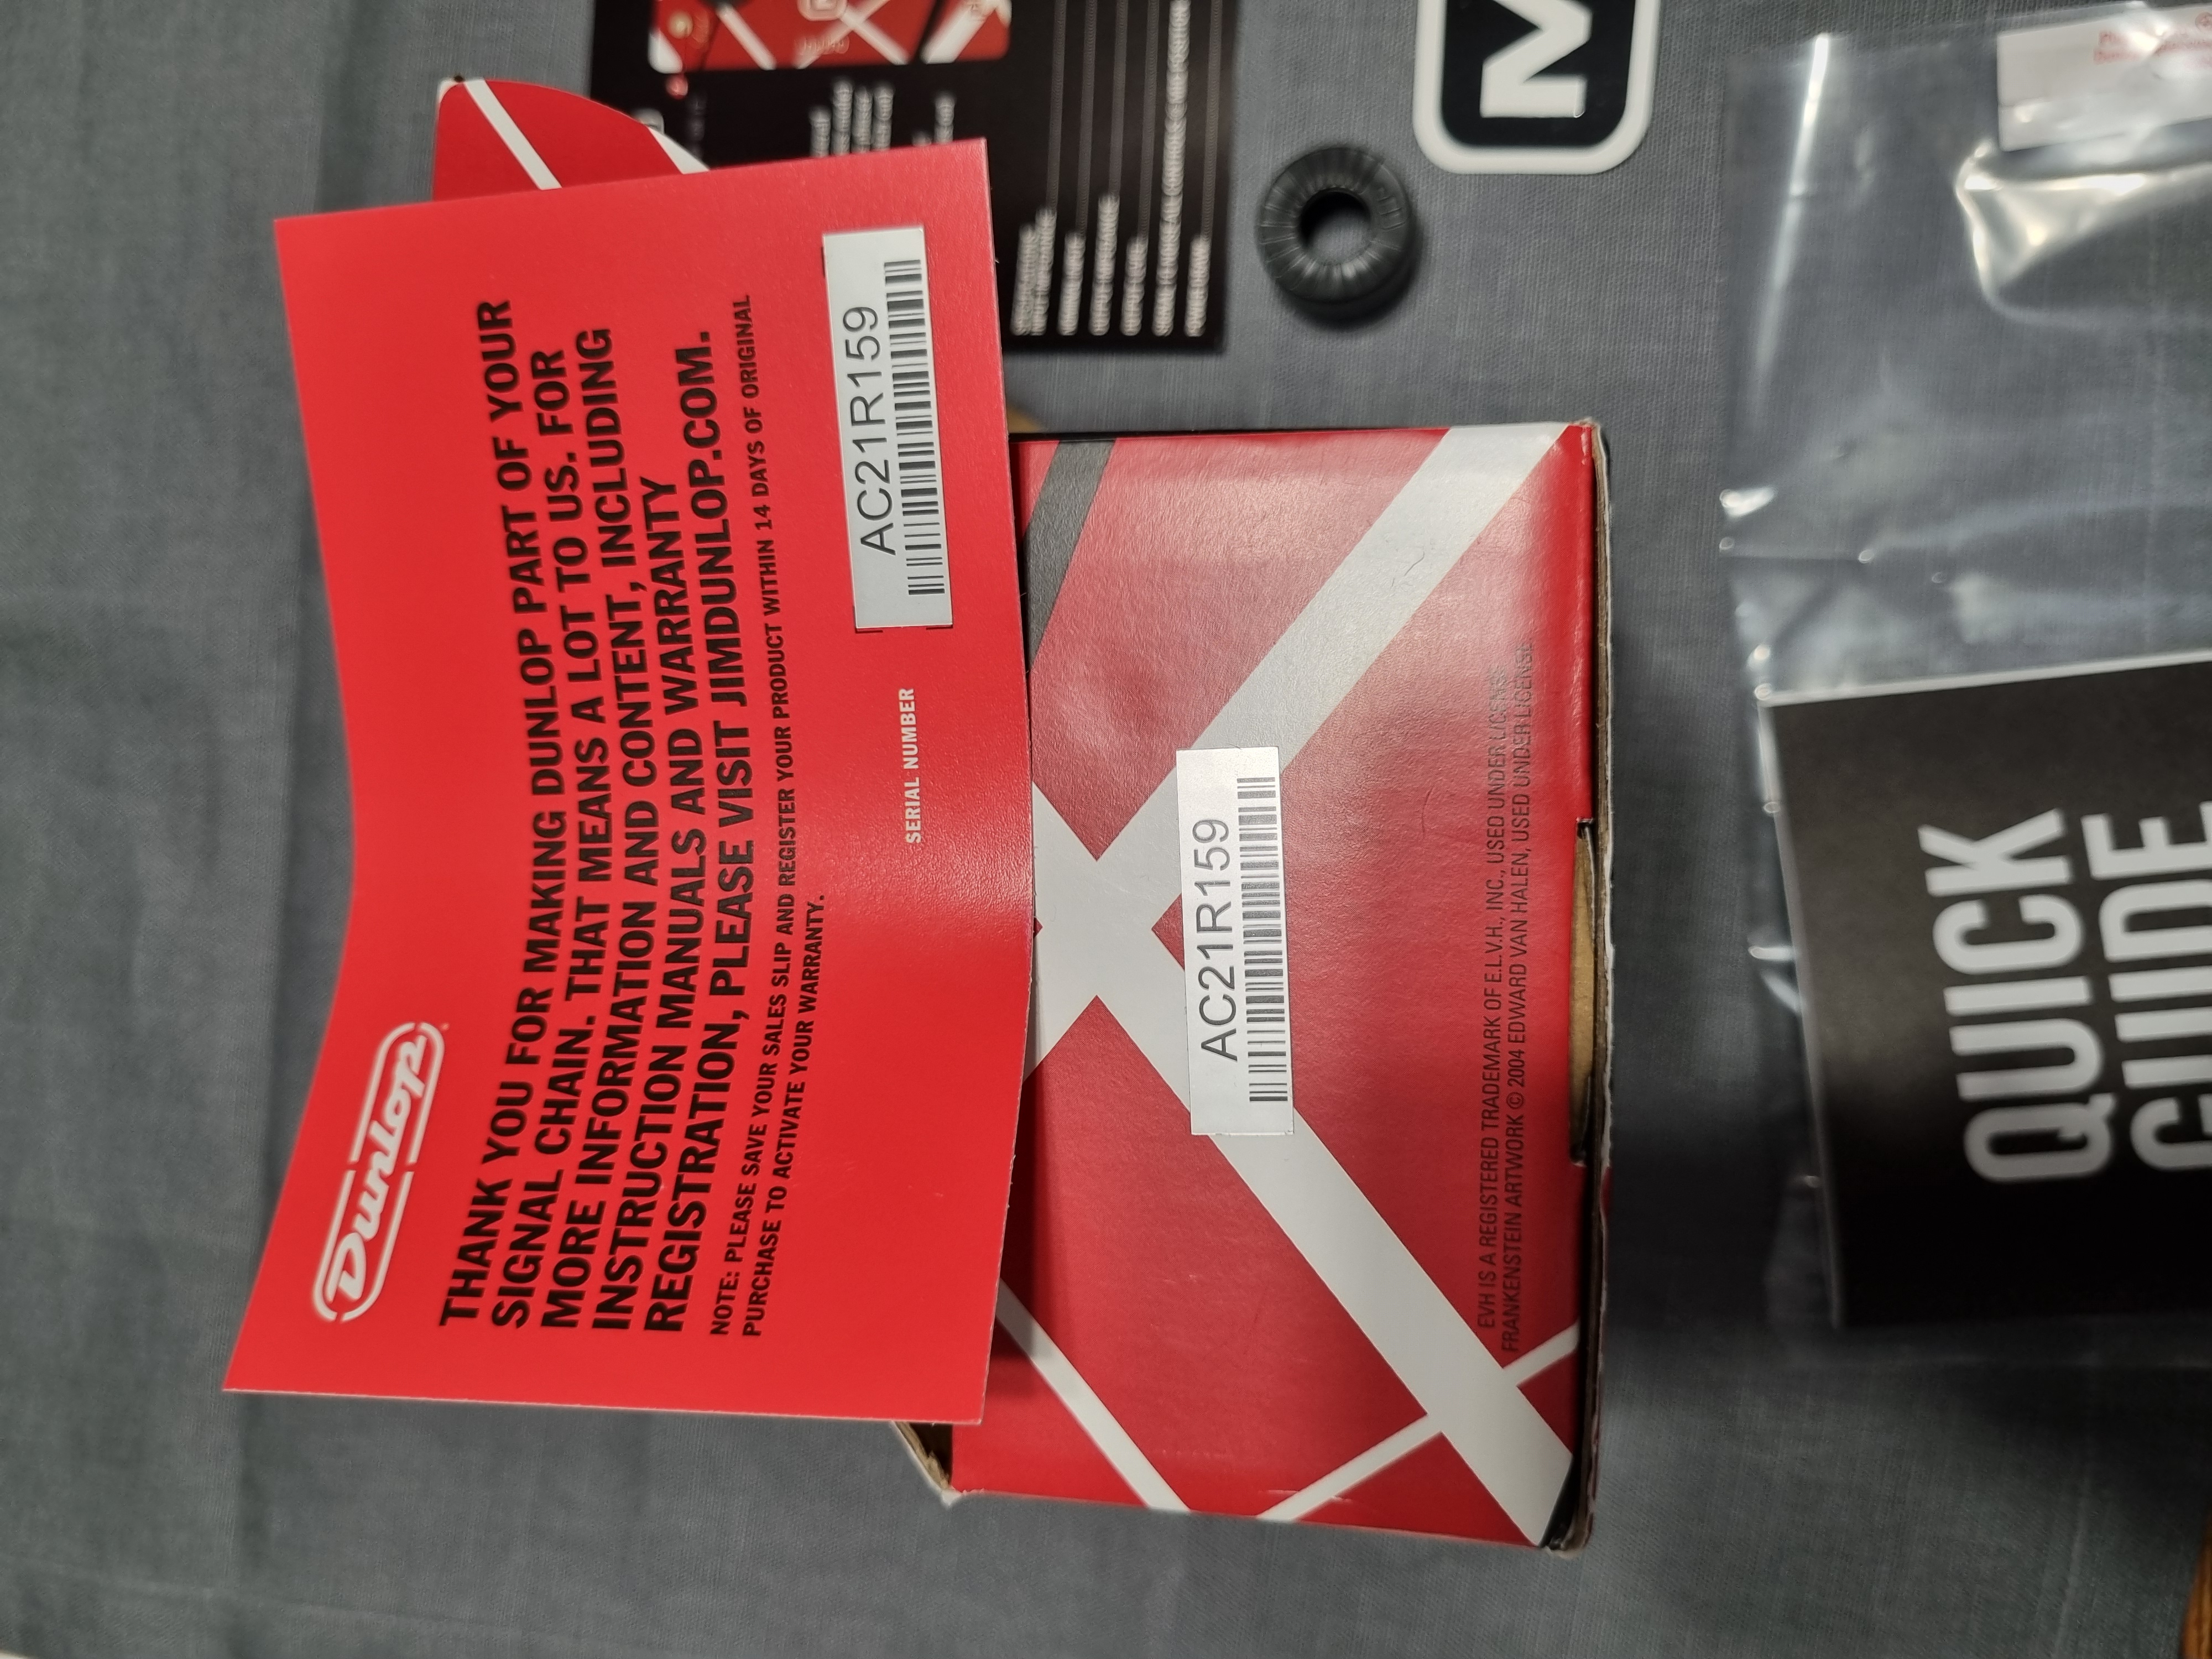 Dunlop
THANK YOU FOR MAKING DUNLOP PART OF YOUR
SIGNAL CHAIN. THAT MEANS A LOT TO US. FOR
MORE INFORMATION AND CONTENT, INCLUDING
INSTRUCTION MANUALS AND WARRANTY
REGISTRATION, PLEASE VISIT JIMDUNLOP.COM.
NOTE: PLEASE SAVE YOUR SALES SLIP AND REGISTER YOUR PRODUCT WITHIN 14 DAYS OF ORIGINAL
PURCHASE TO ACTIVATE YOUR WARRANTY.
SERIAL NUMBER
AC21R159
AC21R159
EVH IS A REGISTERED TRADEMARK OF E.L.V.H., INC., USED UNDER LICENSE
FRANKENSTEIN ARTWORK © 2004 EDWARD VAN HALEN, USED UNDER LICENSE
M
QUICK
GUIDE